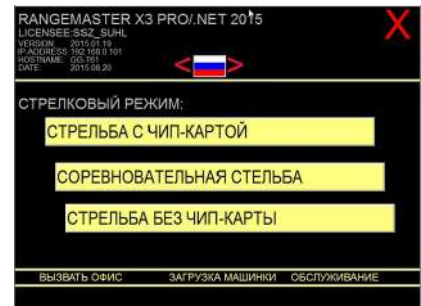 RANGEMASTER X3 PRO/.NET 2015
LICENSEE:SSZ_SUHL
VERSION: 2015.01.19
IP-ADDRESS: 192.168.0.101
HOSTNAME: GG-T61
DATE: 2015.08.20
X
< >
СТРЕЛКОВЫЙ РЕЖИМ:
СТРЕЛЬБА С ЧИП-КАРТОЙ
СОРЕВНОВАТЕЛЬНАЯ СТЕЛЬБА
СТРЕЛЬБА БЕЗ ЧИП-КАРТЫ
ВЫЗВАТЬ ОФИС ЗАГРУЗКА МАШИНКИ ОБСЛУЖИВАНИЕ